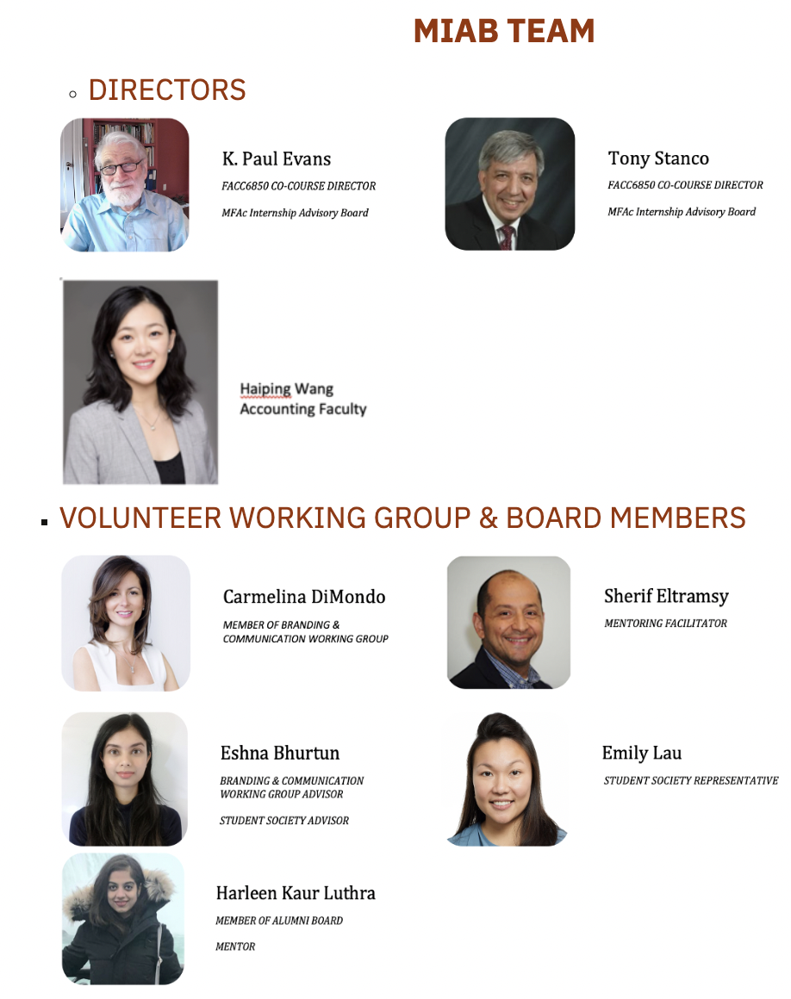 MIAB TEAM
DIRECTORS
K. Paul Evans
FACC6850 CO-COURSE DIRECTOR
MFAc Internship Advisory Board
Tony Stanco
FACC6850 CO-COURSE DIRECTOR
MFAc Internship Advisory Board
Haiping Wang
Accounting Faculty
VOLUNTEER WORKING GROUP & BOARD MEMBERS
Carmelina DiMondo
MEMBER OF BRANDING &
COMMUNICATION WORKING GROUP
Sherif Eltramsy
MENTORING FACILITATOR
Eshna Bhurtun
BRANDING & COMMUNICATION
WORKING GROUP ADVISOR
STUDENT SOCIETY ADVISOR
Emily Lau
STUDENT SOCIETY REPRESENTATIVE
Harleen Kaur Luthra
MEMBER OF ALUMNI BOARD
MENTOR